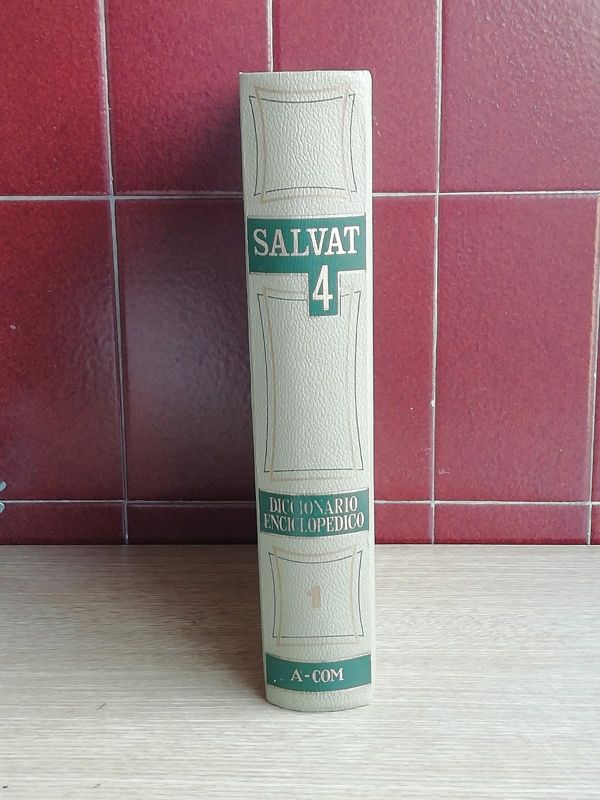 SALVAT
4
DICCIONARIO
ENCICLOPEDICO
1
A-COM